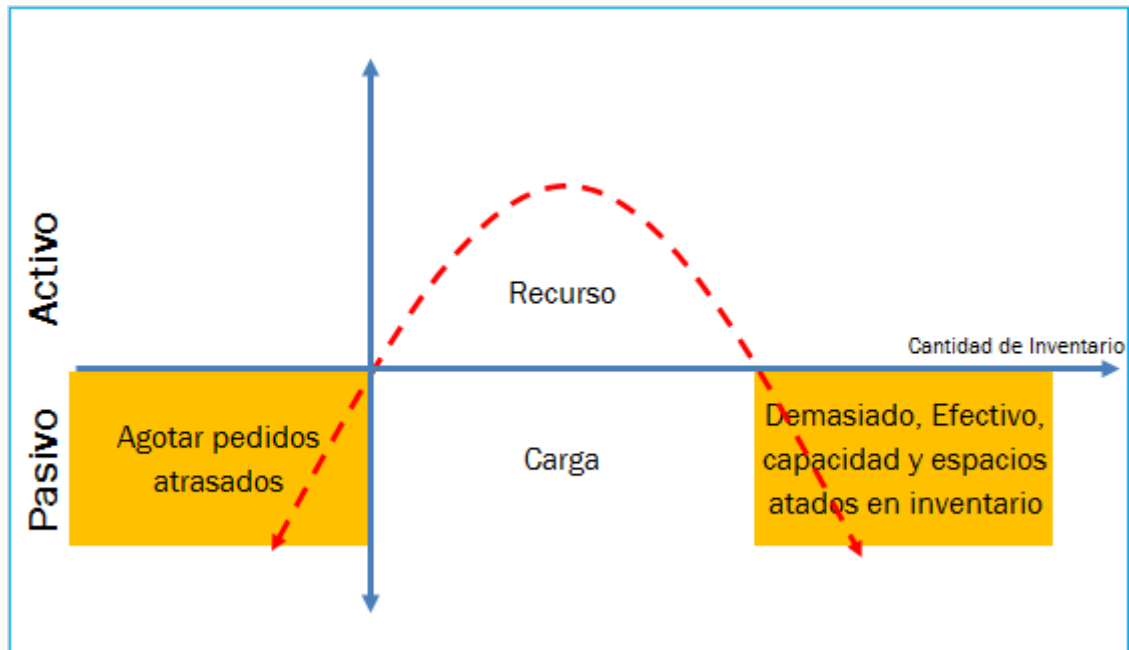 Activo
Recurso
Cantidad de Inventario
Pasivo
Agotar pedidos
atrasados
Carga
Demasiado, Efectivo,
capacidad y espacios
atados en inventario